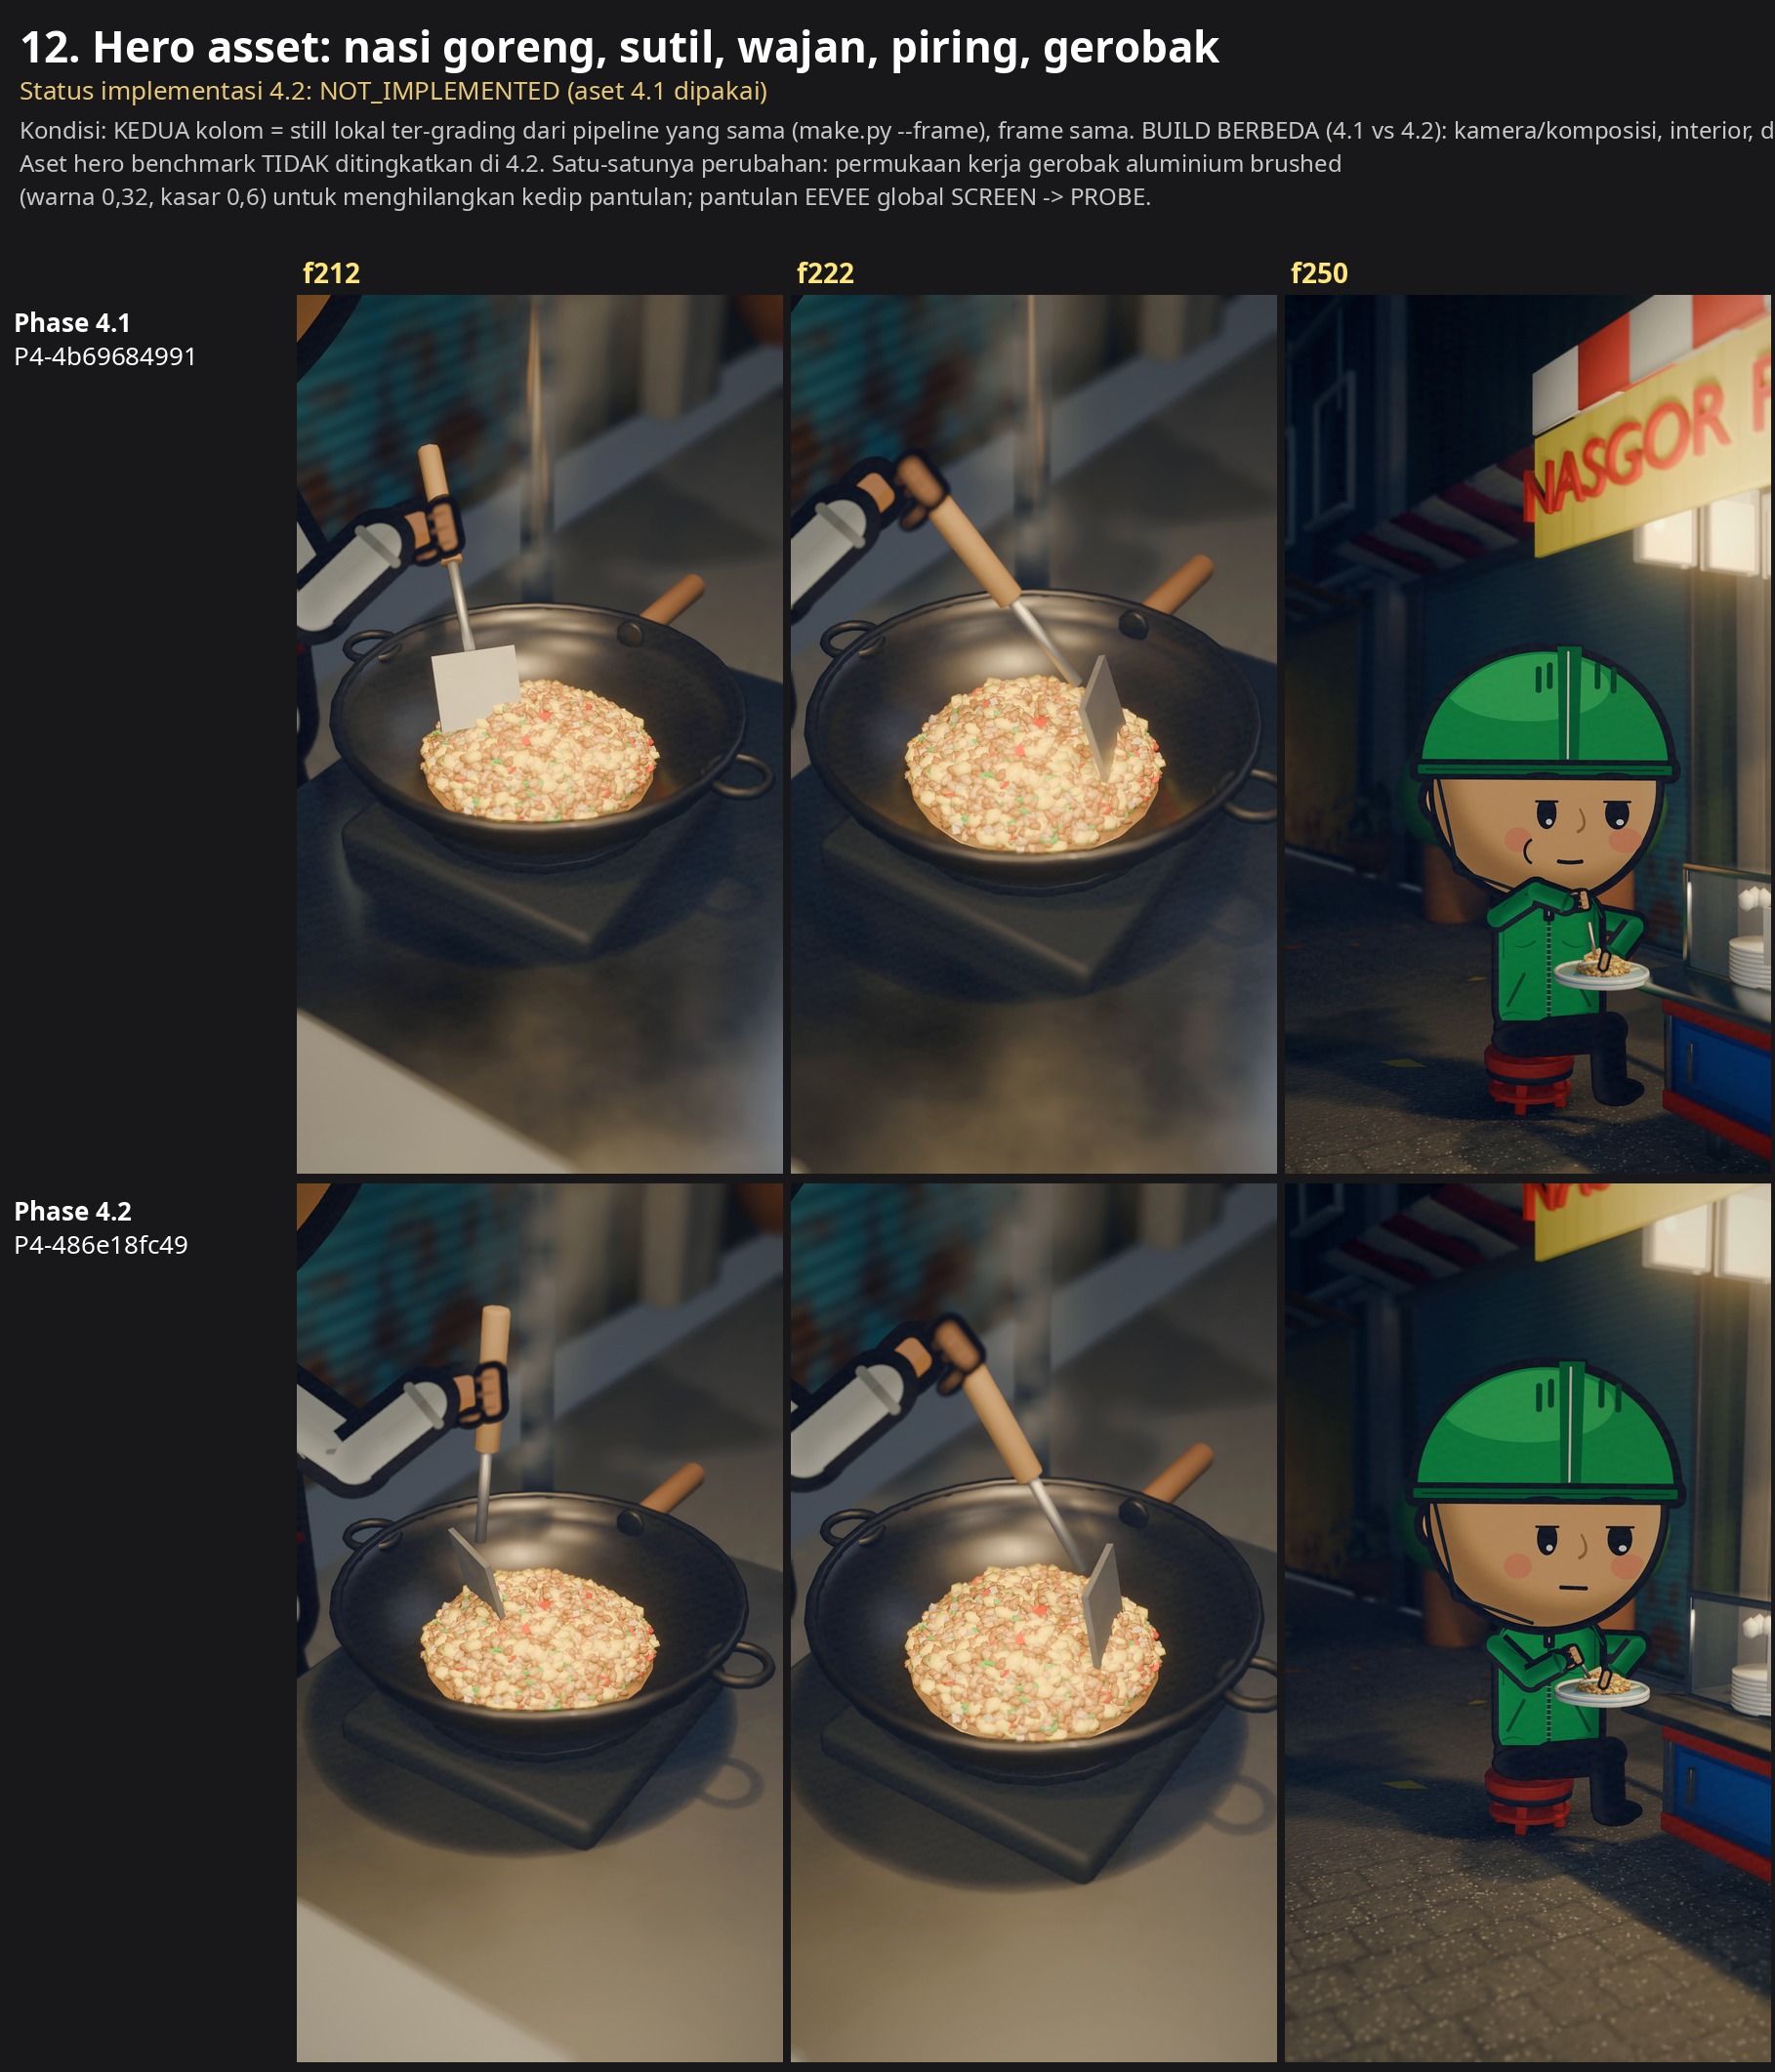 12. Hero asset: nasi goreng, sutil, wajan, piring, gerobak
Status implementasi 4.2: NOT_IMPLEMENTED (aset 4.1 dipakai)
Kondisi: KEDUA kolom = still lokal ter-grading dari pipeline yang sama (make.py --frame), frame sama. BUILD BERBEDA (4.1 vs 4.2): kamera/komposisi, interior, d
Aset hero benchmark TIDAK ditingkatkan di 4.2. Satu-satunya perubahan: permukaan kerja gerobak aluminium brushed
(warna 0,32, kasar 0,6) untuk menghilangkan kedip pantulan; pantulan EEVEE global SCREEN -> PROBE.
f212
f222
f250
Phase 4.1
P4-4b69684991
NASGOR
Phase 4.2
P4-486e18fc49